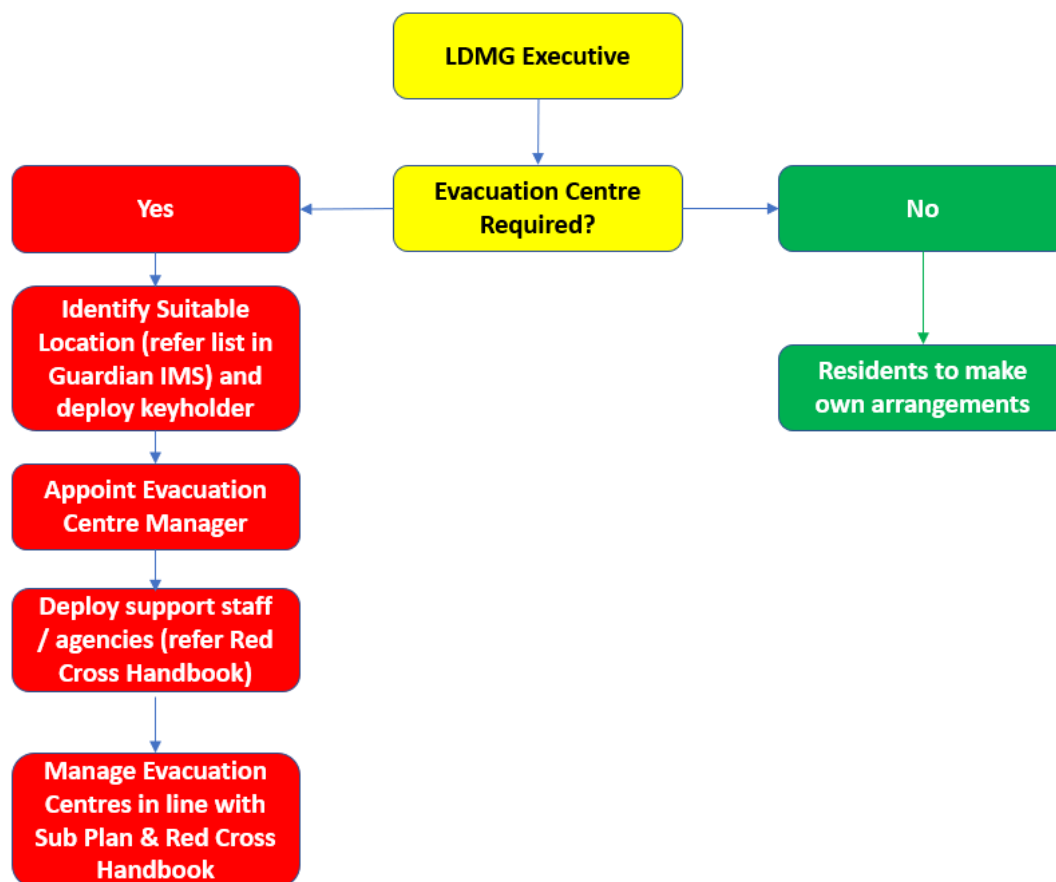 LDMG Executive
Evacuation Centre
Required?
Yes
No
Identify Suitable
Location (refer list in
Guardian IMS) and
deploy keyholder
Residents to make
own arrangements
Appoint Evacuation
Centre Manager
Deploy support staff
/ agencies (refer Red
Cross Handbook)
Manage Evacuation
Centres in line with
Sub Plan & Red Cross
Handbook